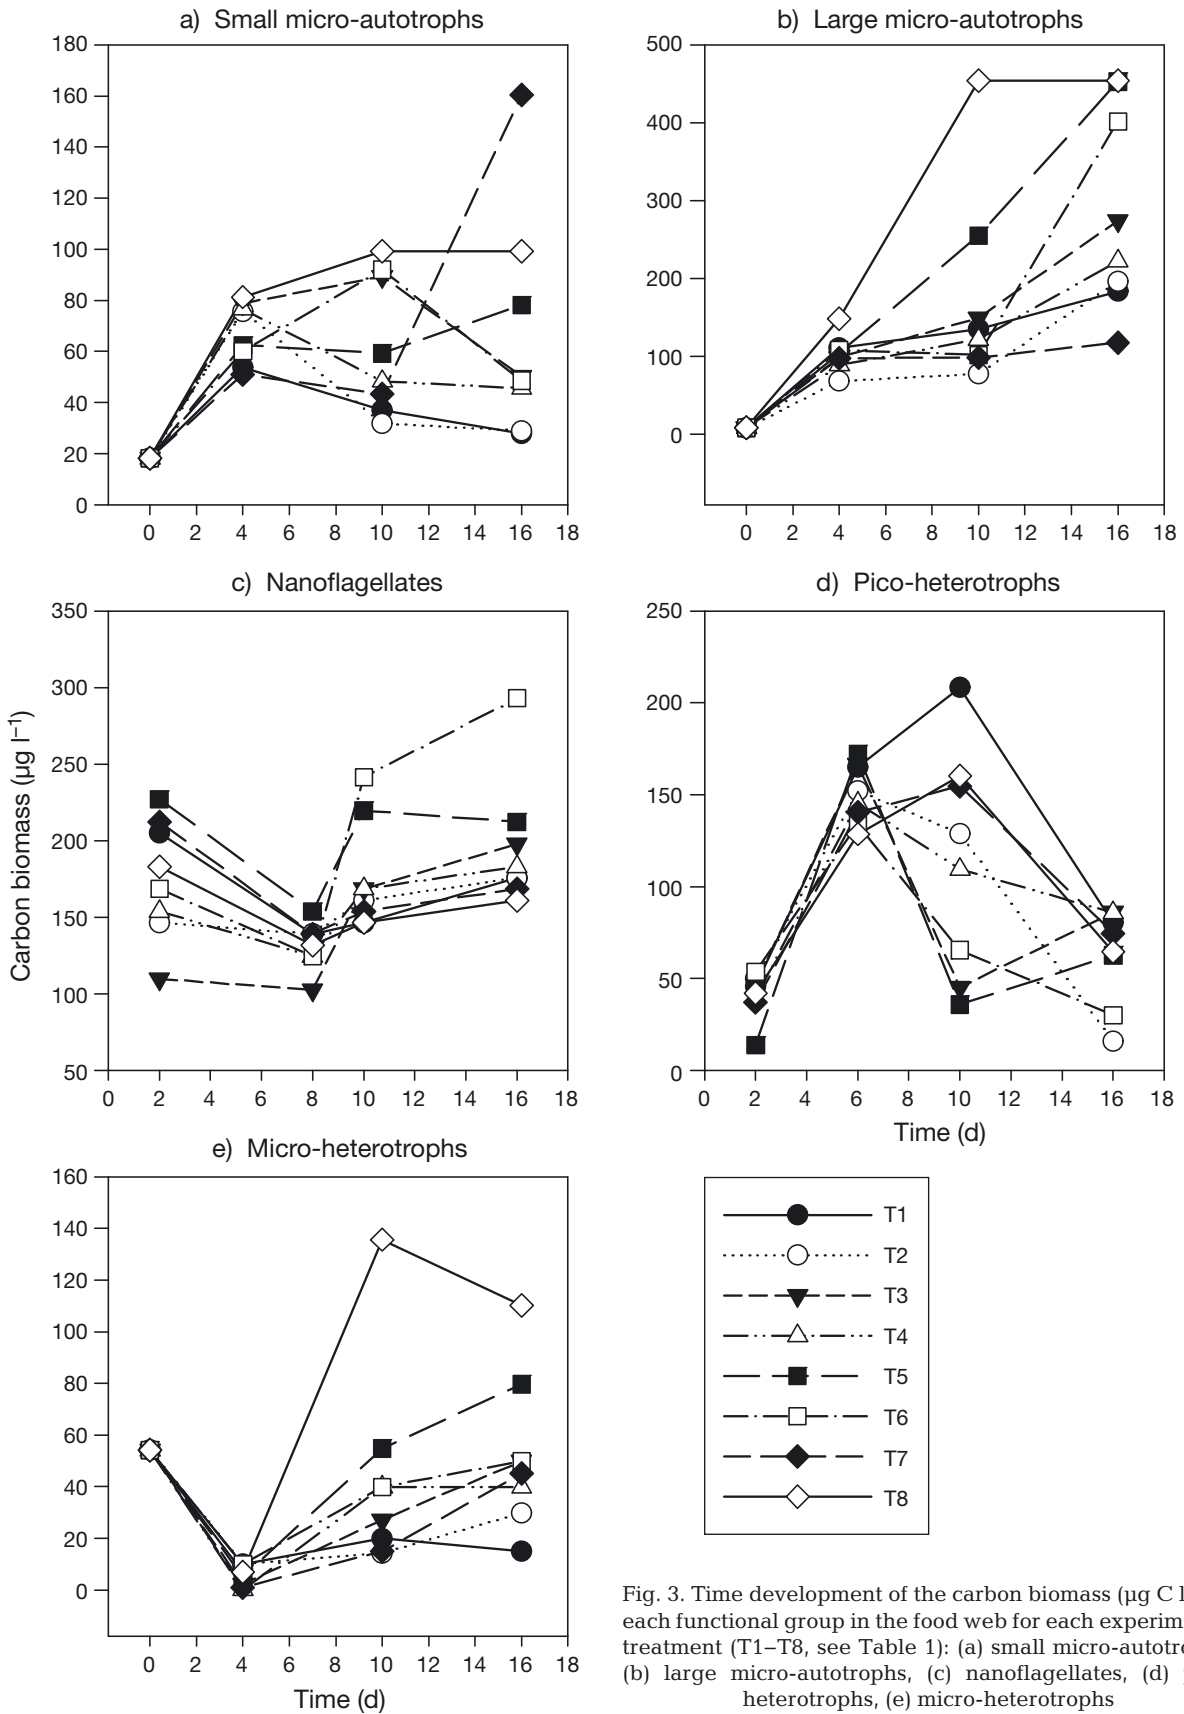 a) Small micro-autotrophs
180
160
140
120
100
80
60
40
20
0
0 2 4 6 8 10 12 14 16 18
b) Large micro-autotrophs
500
400
300
200
100
0
0 2 4 6 8 10 12 14 16 18
Carbon biomass (µg l⁻¹)
c) Nanoflagellates
350
300
250
200
150
100
50
0 2 4 6 8 10 12 14 16 18
d) Pico-heterotrophs
250
200
150
100
50
0
0 2 4 6 8 10 12 14 16 18
Time (d)
e) Micro-heterotrophs
160
140
120
100
80
60
40
20
0
0 2 4 6 8 10 12 14 16 18
Time (d)
T1
T2
T3
T4
T5
T6
T7
T8
Fig. 3. Time development of the carbon biomass (µg C l
each functional group in the food web for each experim
treatment (T1–T8, see Table 1): (a) small micro-autotro
(b) large micro-autotrophs, (c) nanoflagellates, (d)
heterotrophs, (e) micro-heterotrophs